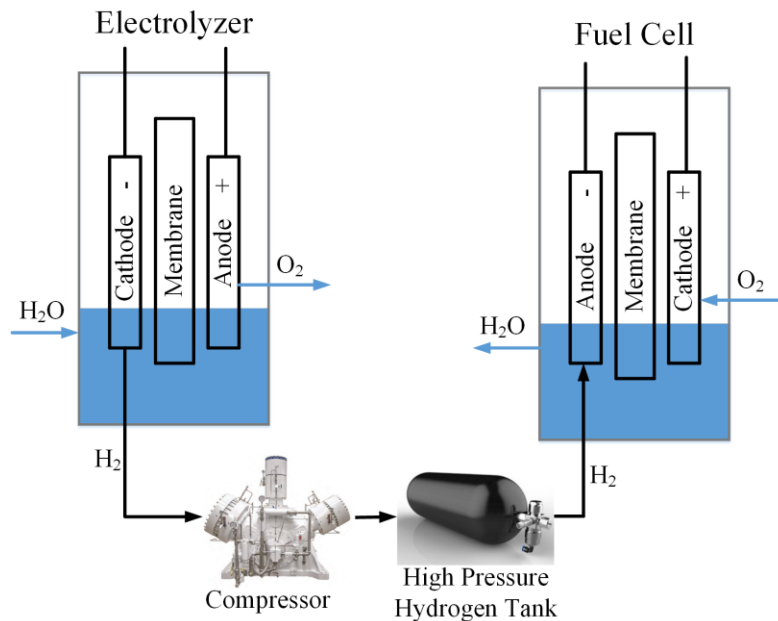 Electrolyzer
Fuel Cell
Cathode -
Membrane
Anode +
O₂
H₂O
H₂
Anode -
Membrane
Cathode +
O₂
H₂O
H₂
Compressor
High Pressure
Hydrogen Tank